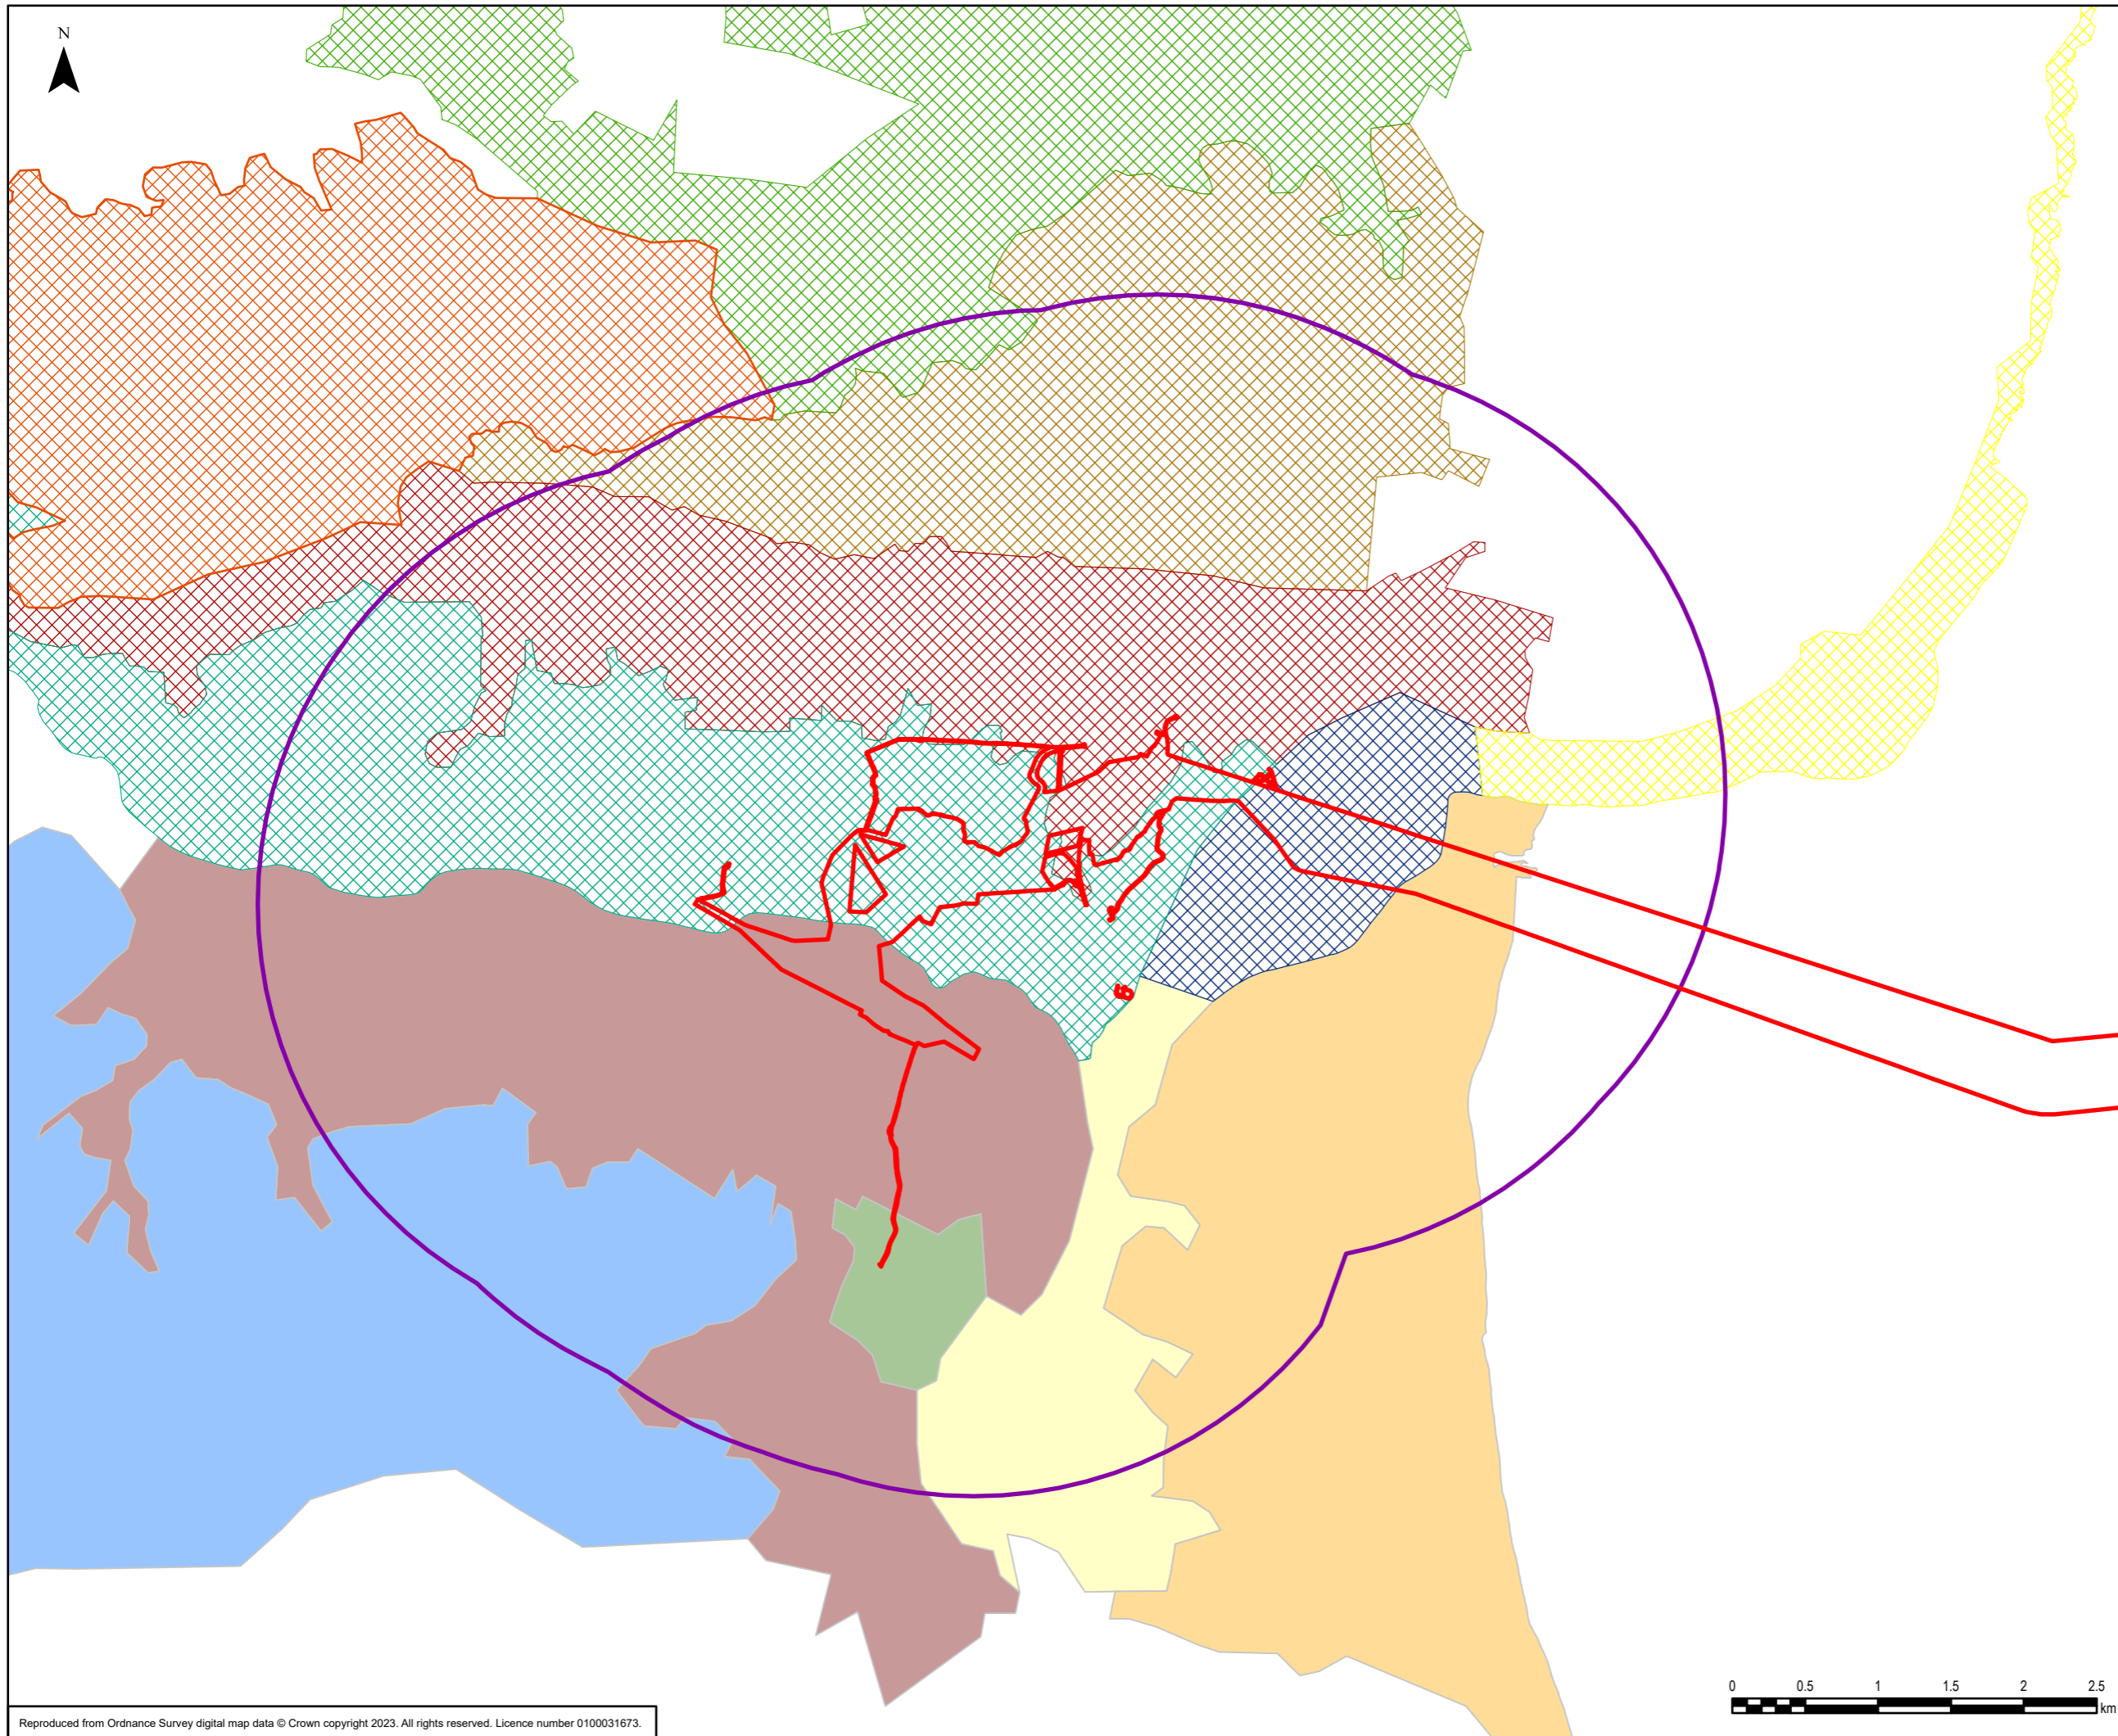 N
0 0.5 1 1.5 2 2.5
km
Reproduced from Ordnance Survey digital map data © Crown copyright 2023. All rights reserved. Licence number 0100031673.